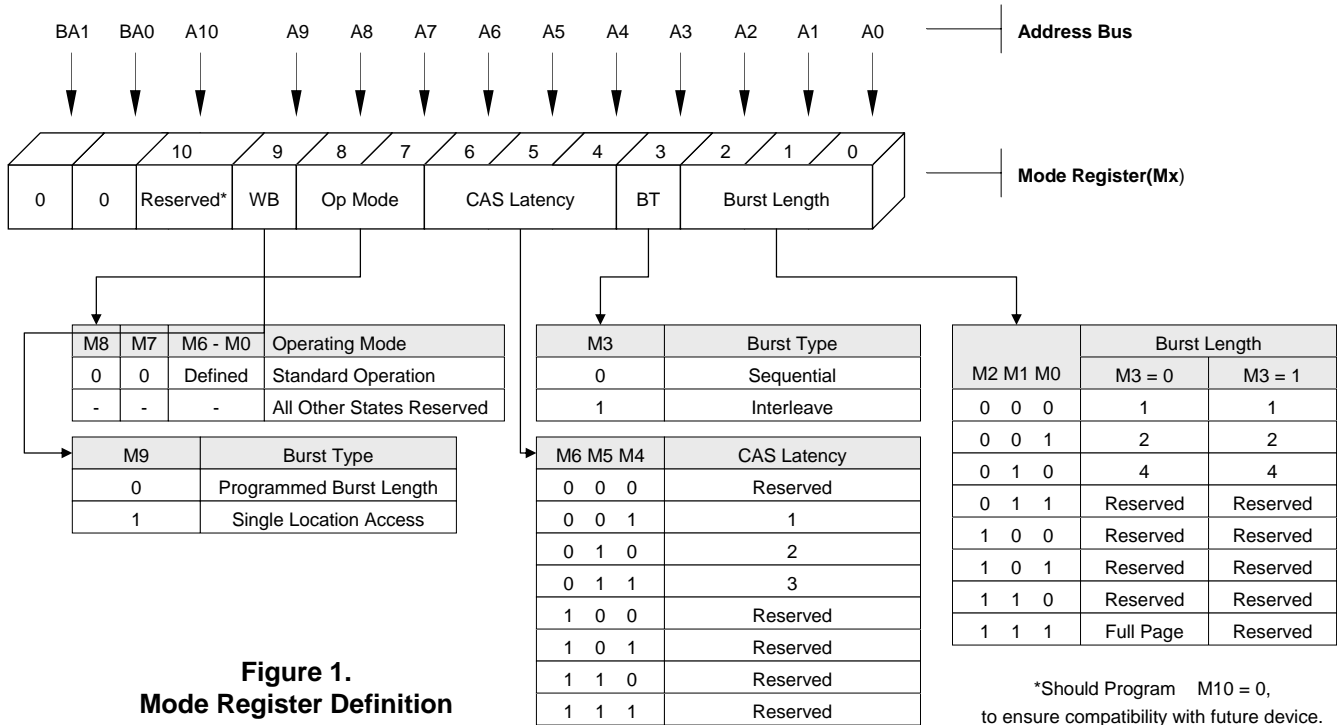 BA1 BA0 A10 A9 A8 A7 A6 A5 A4 A3 A2 A1 A0
Address Bus
10 9 8 7 6 5 4 3 2 1 0
0 0 Reserved* WB Op Mode CAS Latency BT Burst Length
Mode Register(Mx)
M8 M7 M6 - M0 Operating Mode
0 0 Defined Standard Operation
- - - All Other States Reserved
M9 Burst Type
0 Programmed Burst Length
1 Single Location Access
M3 Burst Type
0 Sequential
1 Interleave
M6 M5 M4 CAS Latency
0 0 0 Reserved
0 0 1 1
0 1 0 2
0 1 1 3
1 0 0 Reserved
1 0 1 Reserved
1 1 0 Reserved
1 1 1 Reserved
Burst Length
M2 M1 M0 M3 = 0 M3 = 1
0 0 0 1 1
0 0 1 2 2
0 1 0 4 4
0 1 1 Reserved Reserved
1 0 0 Reserved Reserved
1 0 1 Reserved Reserved
1 1 0 Reserved Reserved
1 1 1 Full Page Reserved
Figure 1.
Mode Register Definition
*Should Program M10 = 0,
to ensure compatibility with future device.